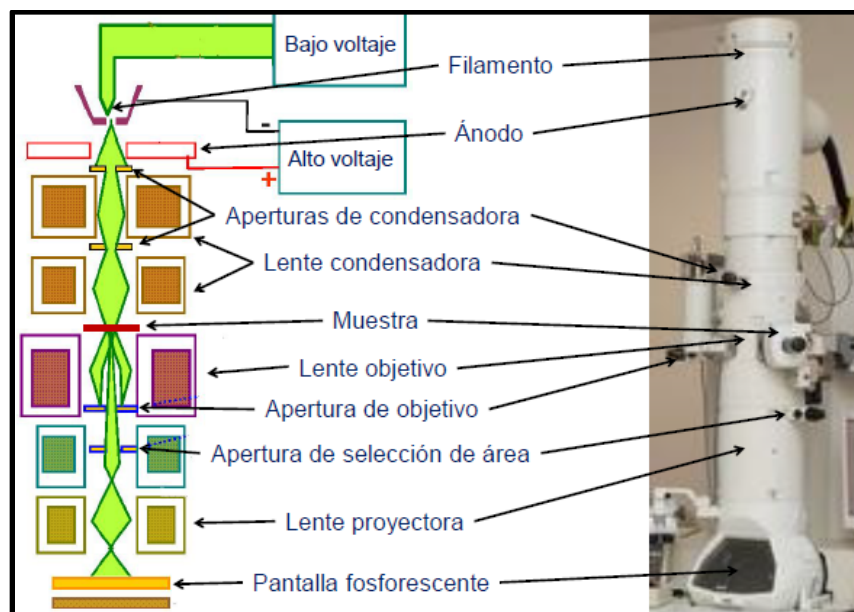 Bajo voltaje
Filamento
-
Ánodo
Alto voltaje
+
Aperturas de condensadora
Lente condensadora
Muestra
Lente objetivo
Apertura de objetivo
Apertura de selección de área
Lente proyectora
Pantalla fosforescente